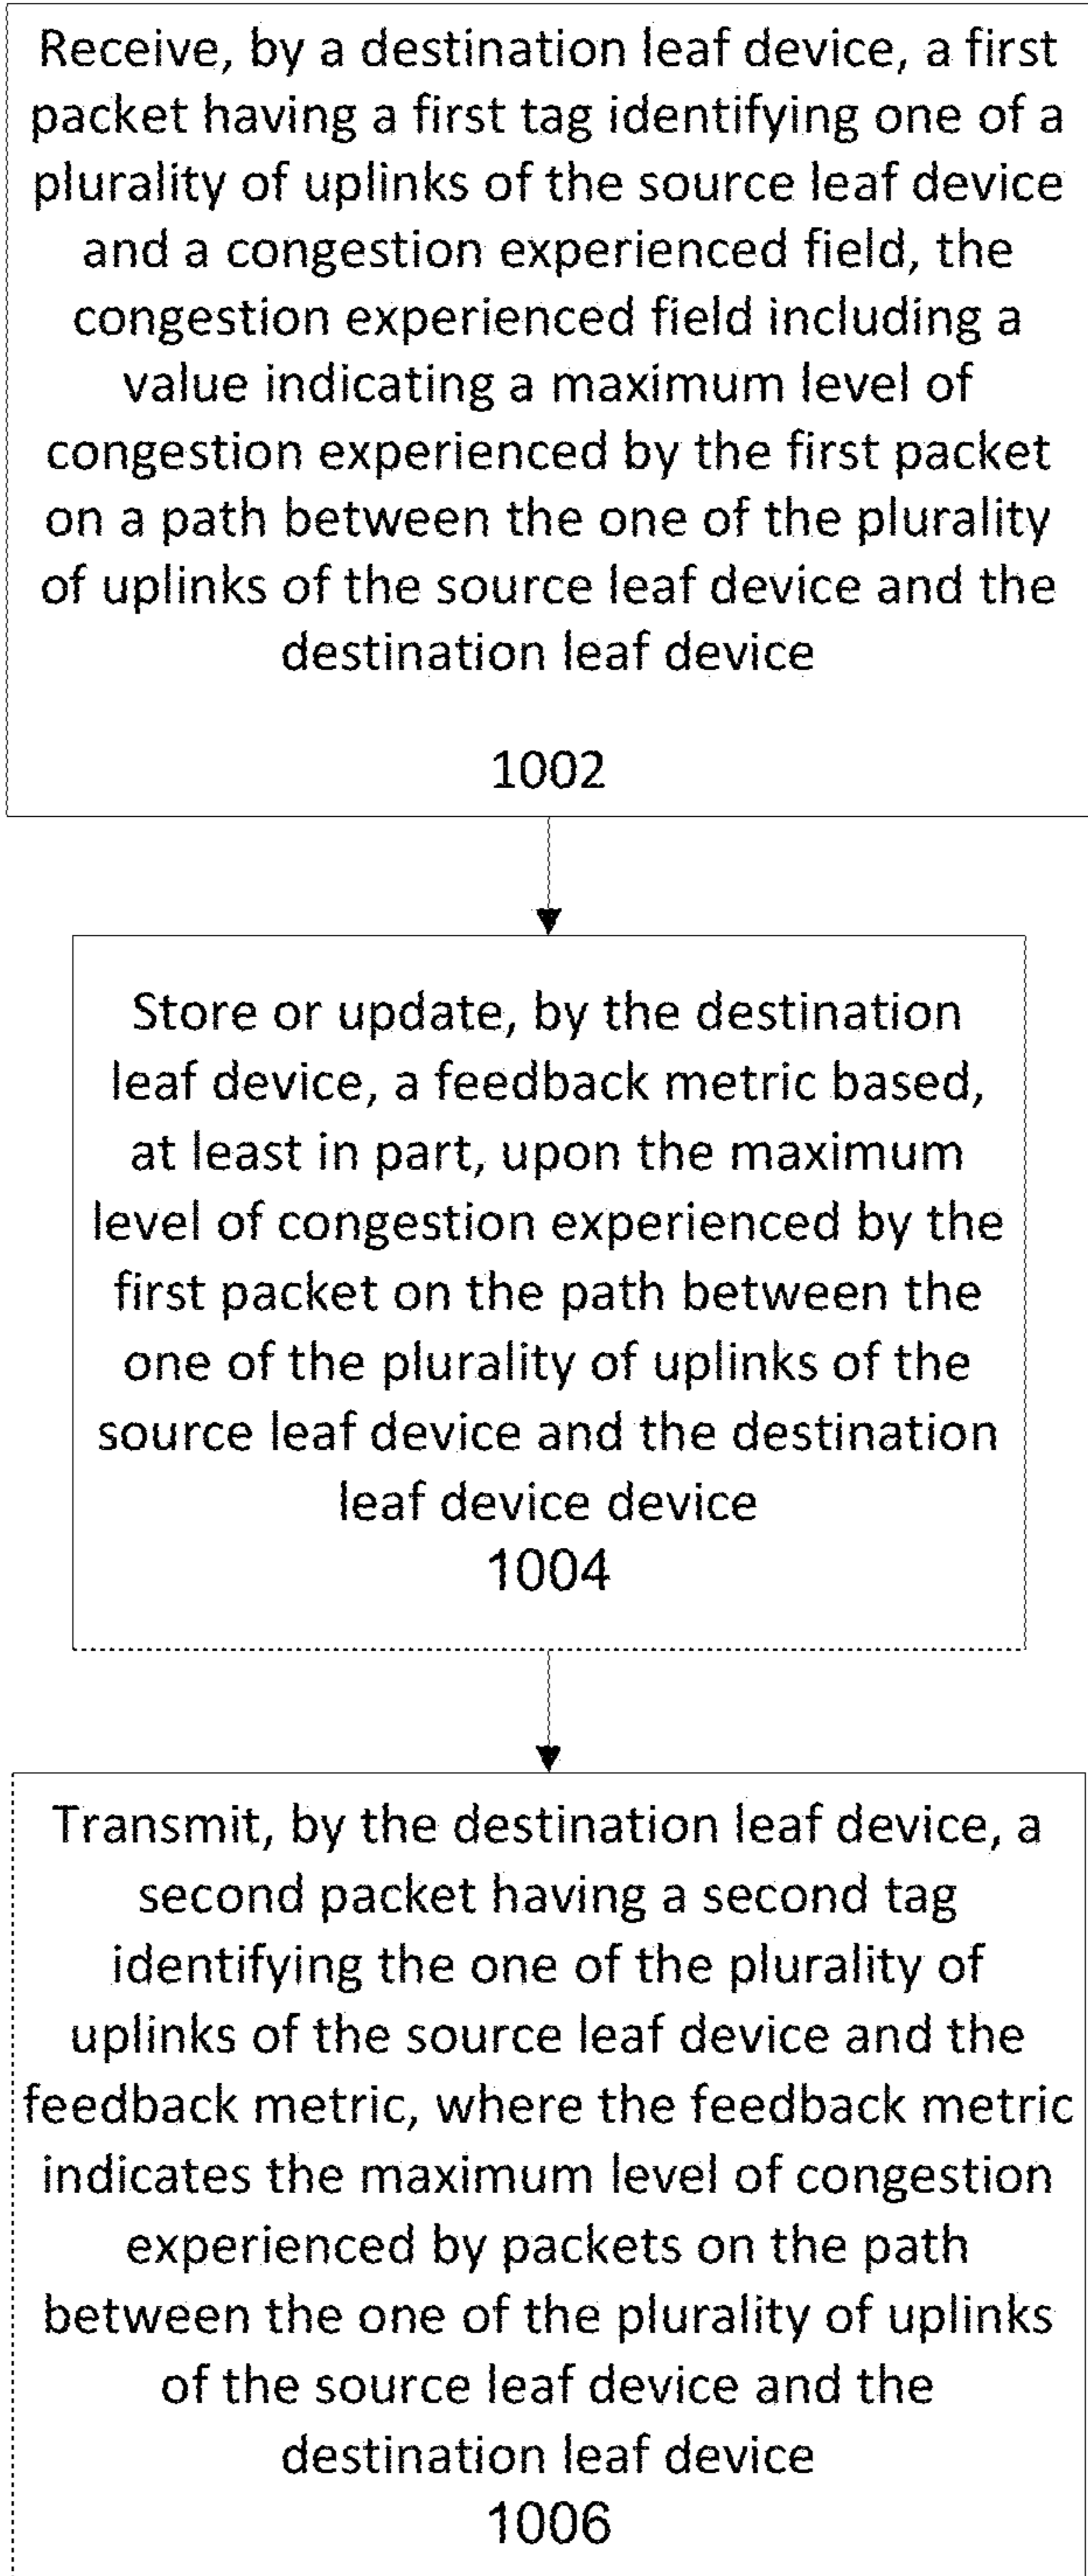 Receive, by a destination leaf device, a first
packet having a first tag identifying one of a
plurality of uplinks of the source leaf device
and a congestion experienced field, the
congestion experienced field including a
value indicating a maximum level of
congestion experienced by the first packet
on a path between the one of the plurality
of uplinks of the source leaf device and the
destination leaf device
1002
Store or update, by the destination
leaf device, a feedback metric based,
at least in part, upon the maximum
level of congestion experienced by the
first packet on the path between the
one of the plurality of uplinks of the
source leaf device and the destination
leaf device device
1004
Transmit, by the destination leaf device, a
second packet having a second tag
identifying the one of the plurality of
uplinks of the source leaf device and the
feedback metric, where the feedback metric
indicates the maximum level of congestion
experienced by packets on the path
between the one of the plurality of uplinks
of the source leaf device and the
destination leaf device
1006